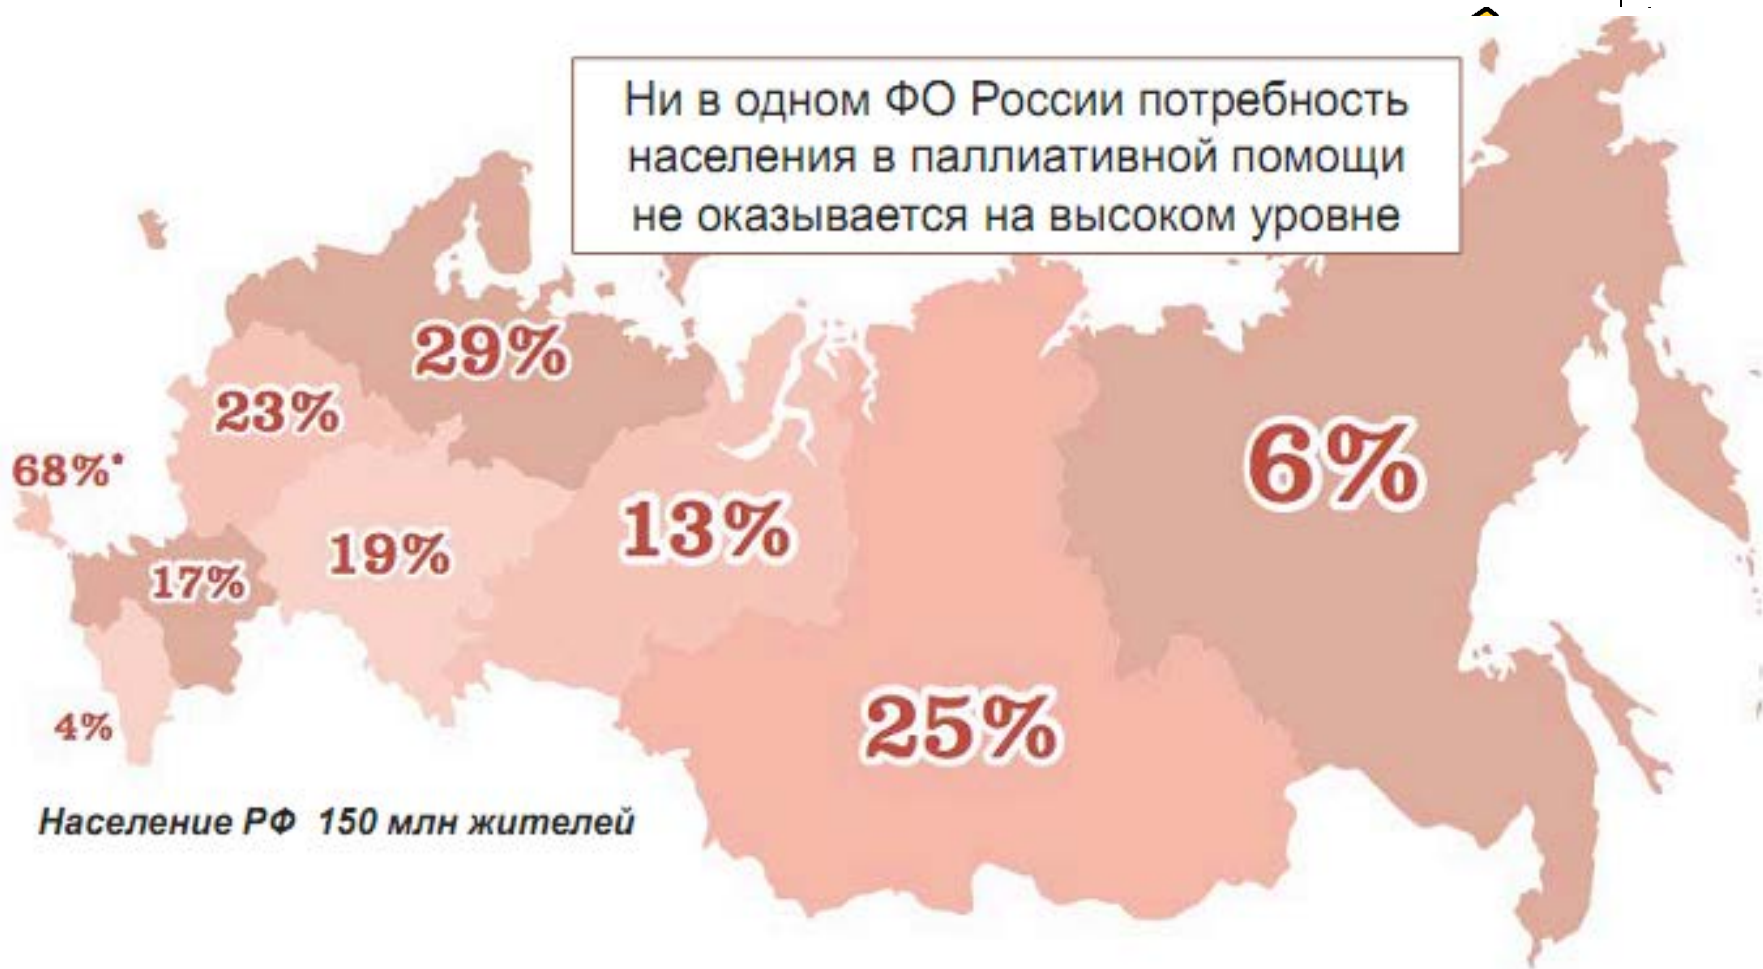 Ни в одном ФО России потребность
населения в паллиативной помощи
не оказывается на высоком уровне
29%
23%
6%
68%*
13%
19%
17%
25%
4%
Население РФ 150 млн жителей